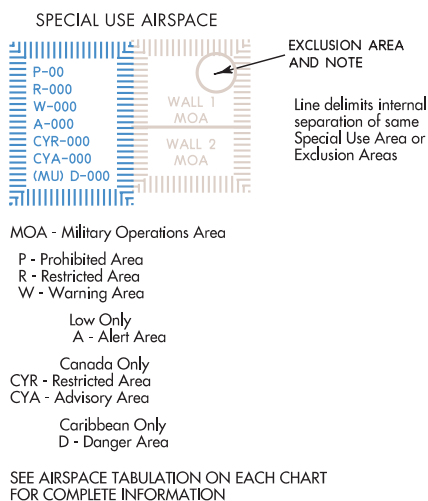 SPECIAL USE AIRSPACE
P-00
R-000
W-000
A-000
CYR-000
CYA-000
(MU) D-000
WALL 1
MOA
WALL 2
MOA
EXCLUSION AREA
AND NOTE
Line delimits internal
separation of same
Special Use Area or
Exclusion Areas
MOA - Military Operations Area
P - Prohibited Area
R - Restricted Area
W - Warning Area
Low Only
A - Alert Area
Canada Only
CYR - Restricted Area
CYA - Advisory Area
Caribbean Only
D - Danger Area
SEE AIRSPACE TABULATION ON EACH CHART
FOR COMPLETE INFORMATION